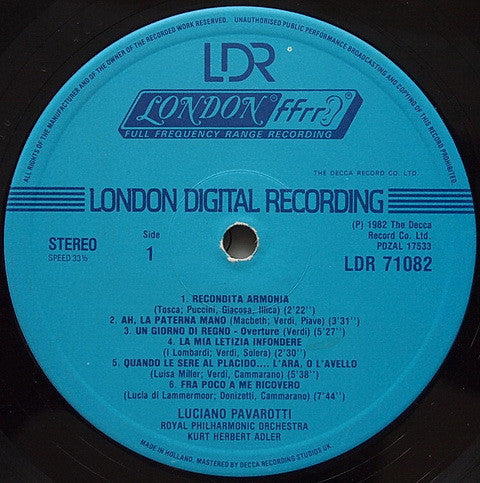 ALL RIGHTS OF THE MANUFACTURER AND OF THE OWNER OF THE RECORDED WORK RESERVED. UNAUTHORISED PUBLIC PERFORMANCE BROADCASTING AND COPYING OF THIS RECORD PROHIBITED.
LDR
LONDON® ffrr
FULL FREQUENCY RANGE RECORDING
THE DECCA RECORD CO. LTD.
LONDON DIGITAL RECORDING
STEREO
SPEED 33⅓
Side
1
(P) 1982 The Decca
Record Co. Ltd.
PDZAL 17533
LDR 71082
1. RECONDITA ARMONIA
(Tosca; Puccini, Giacosa, Illica) (2'22'')
2. AH, LA PATERNA MANO (Macbeth; Verdi, Piave) (3'31'')
3. UN GIORNO DI REGNO - Overture (Verdi) (5'27'')
4. LA MIA LETIZIA INFONDERE
(I Lombardi; Verdi, Solera) (2'30'')
5. QUANDO LE SERE AL PLACIDO.... L'ARA, O L'AVELLO
(Luisa Miller; Verdi, Cammarano) (5'38'')
6. FRA POCO A ME RICOVERO
(Lucia di Lammermoor; Donizetti, Cammarano) (7'44'')
LUCIANO PAVAROTTI
ROYAL PHILHARMONIC ORCHESTRA
KURT HERBERT ADLER
MADE IN HOLLAND, MASTERED BY DECCA RECORDING STUDIOS UK